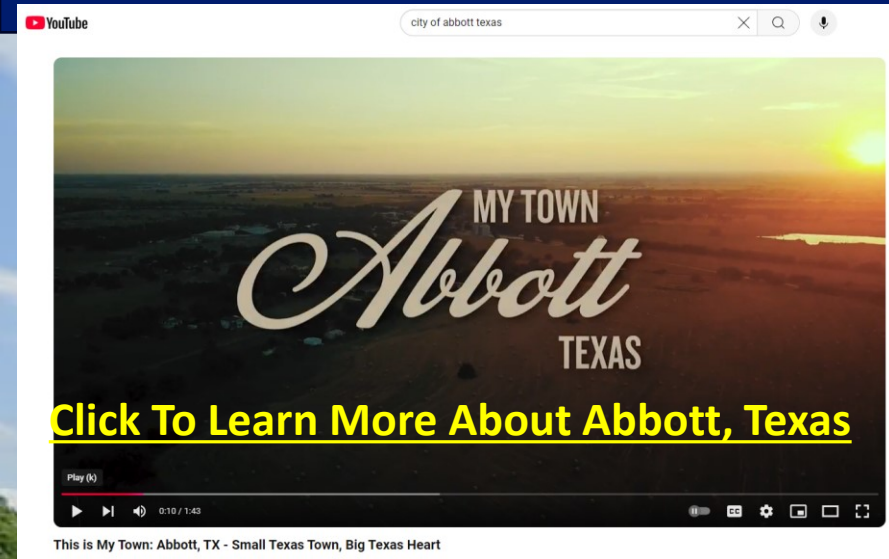 YouTube
city of abbott texas
MY TOWN
Abbott
TEXAS
Click To Learn More About Abbott, Texas
Play (k)
0:10 / 1:43
CC
This is My Town: Abbott, TX - Small Texas Town, Big Texas Heart